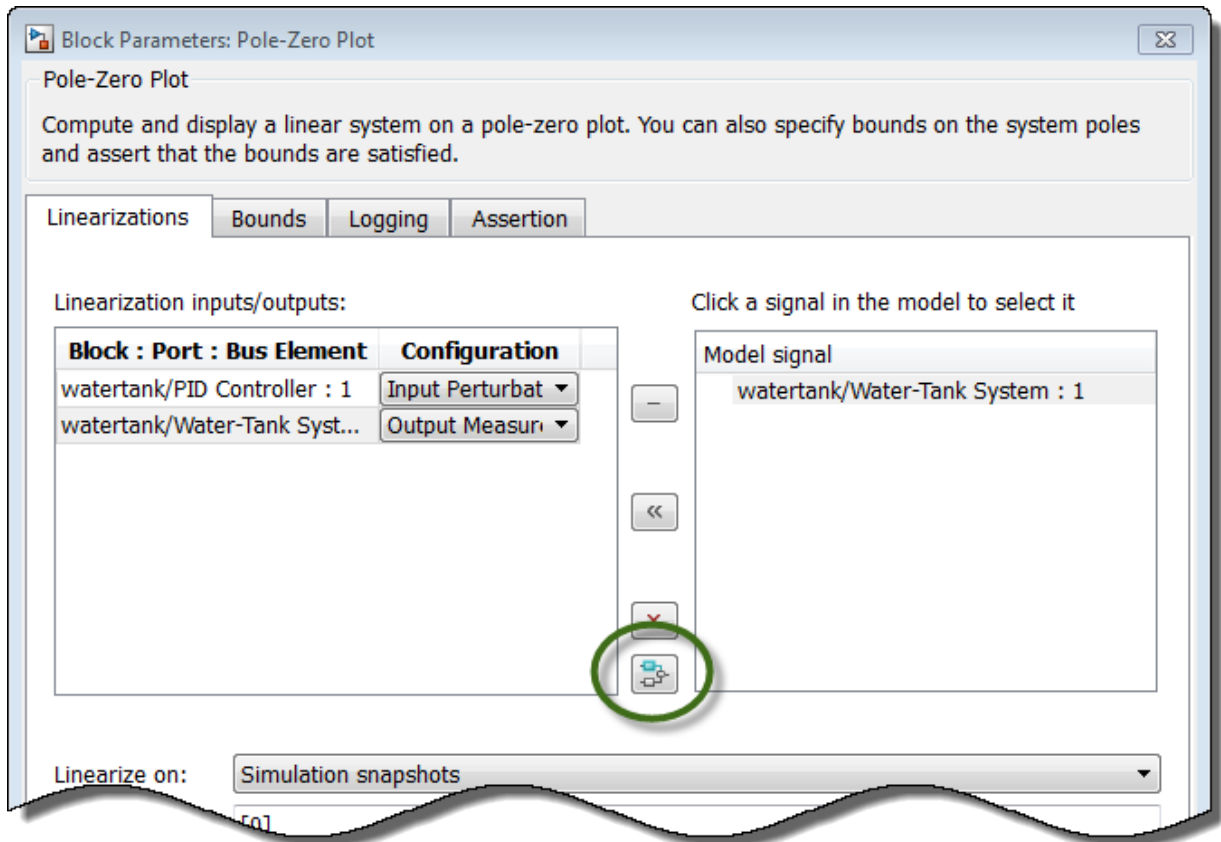 Block Parameters: Pole-Zero Plot
Pole-Zero Plot
Compute and display a linear system on a pole-zero plot. You can also specify bounds on the system poles
and assert that the bounds are satisfied.
Linearizations Bounds Logging Assertion
Linearization inputs/outputs:
Block : Port : Bus Element Configuration
watertank/PID Controller : 1 Input Perturbat
watertank/Water-Tank Syst... Output Measur
Click a signal in the model to select it
Model signal
watertank/Water-Tank System : 1
Linearize on: Simulation snapshots
[0]